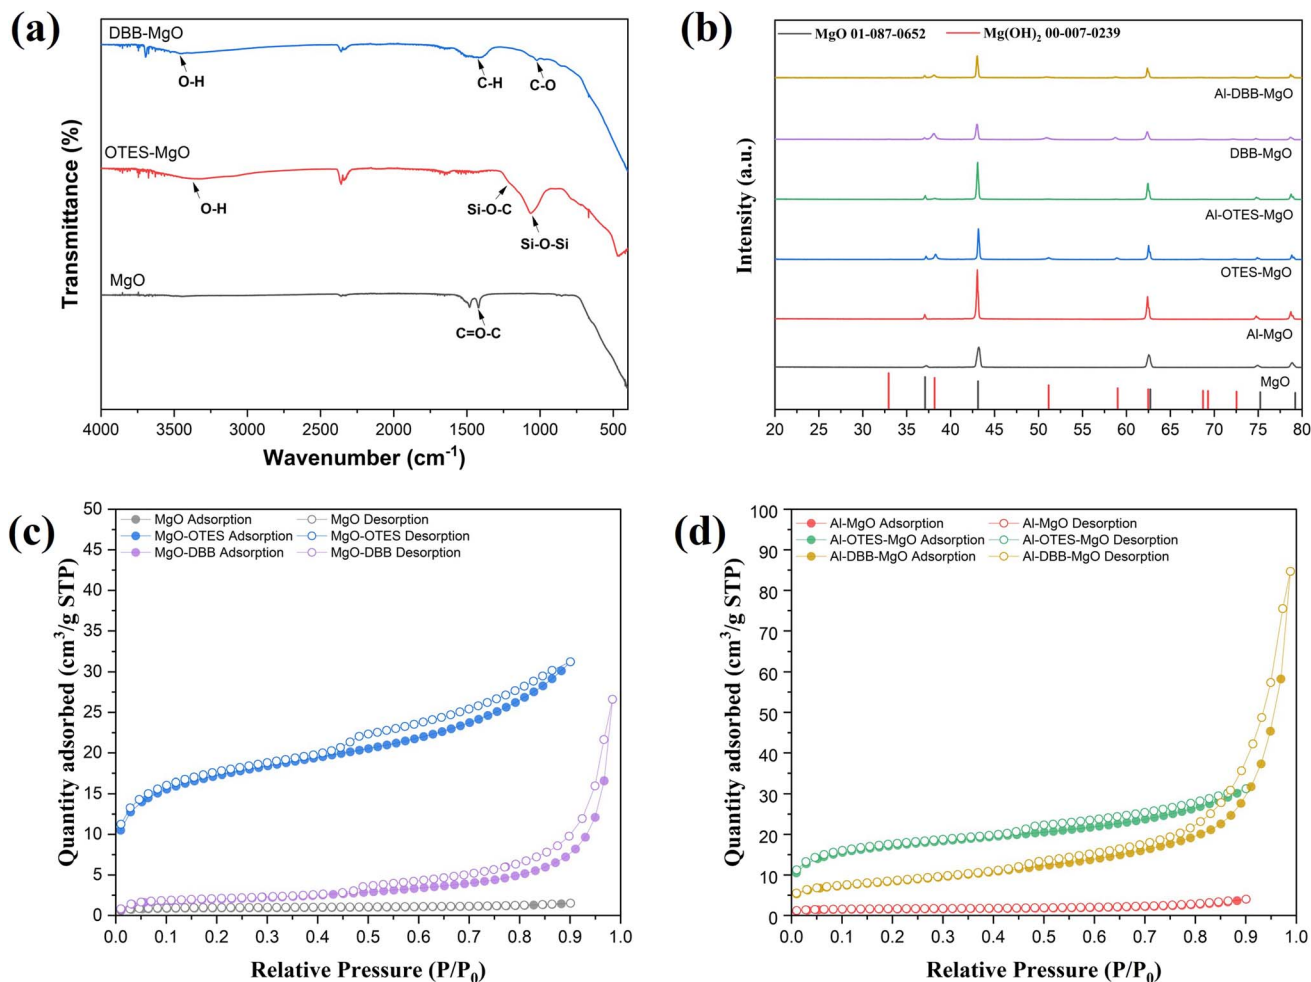 (a)
DBB-MgO
O-H
C-H
C-O
OTES-MgO
O-H
Si-O-C
Si-O-Si
MgO
C=O-C
Transmittance (%)
4000 3500 3000 2500 2000 1500 1000 500
Wavenumber (cm⁻¹)
(b)
MgO 01-087-0652 Mg(OH)₂ 00-007-0239
Al-DBB-MgO
DBB-MgO
Al-OTES-MgO
OTES-MgO
Al-MgO
MgO
Intensity (a.u.)
20 25 30 35 40 45 50 55 60 65 70 75 80
(c)
MgO Adsorption MgO Desorption
MgO-OTES Adsorption MgO-OTES Desorption
MgO-DBB Adsorption MgO-DBB Desorption
50
45
40
35
30
25
20
15
10
5
0
Quantity adsorbed (cm³/g STP)
0.0 0.1 0.2 0.3 0.4 0.5 0.6 0.7 0.8 0.9 1.0
Relative Pressure (P/P₀)
(d)
Al-MgO Adsorption Al-MgO Desorption
Al-OTES-MgO Adsorption Al-OTES-MgO Desorption
Al-DBB-MgO Adsorption Al-DBB-MgO Desorption
100
90
80
70
60
50
40
30
20
10
0
Quantity adsorbed (cm³/g STP)
0.0 0.1 0.2 0.3 0.4 0.5 0.6 0.7 0.8 0.9 1.0
Relative Pressure (P/P₀)